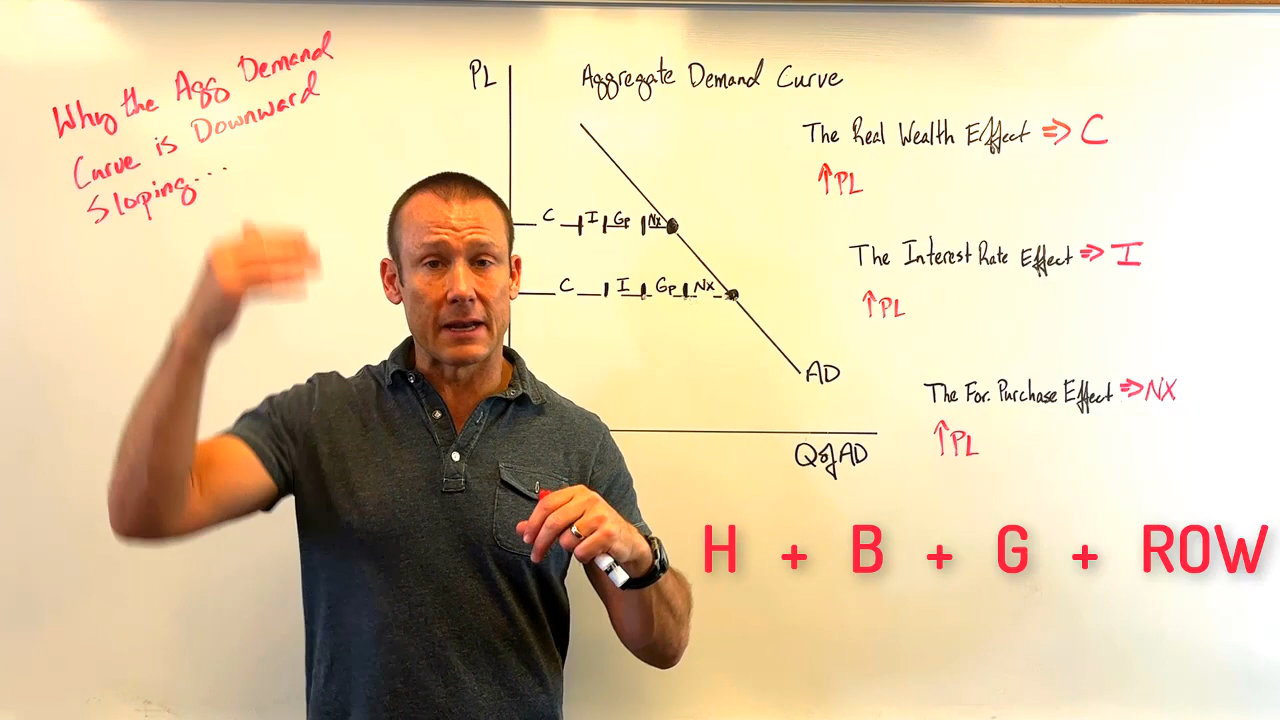 Why the Agg Demand
Curve is Downward
Sloping...
PL
Aggregate Demand Curve
C I Gp Nx
C I Gp NX
AD
Q of AD
The Real Wealth Effect ⇒ C
↑PL
The Interest Rate Effect ⇒ I
↑PL
The For. Purchase Effect ⇒ NX
↑PL
H + B + G + ROW